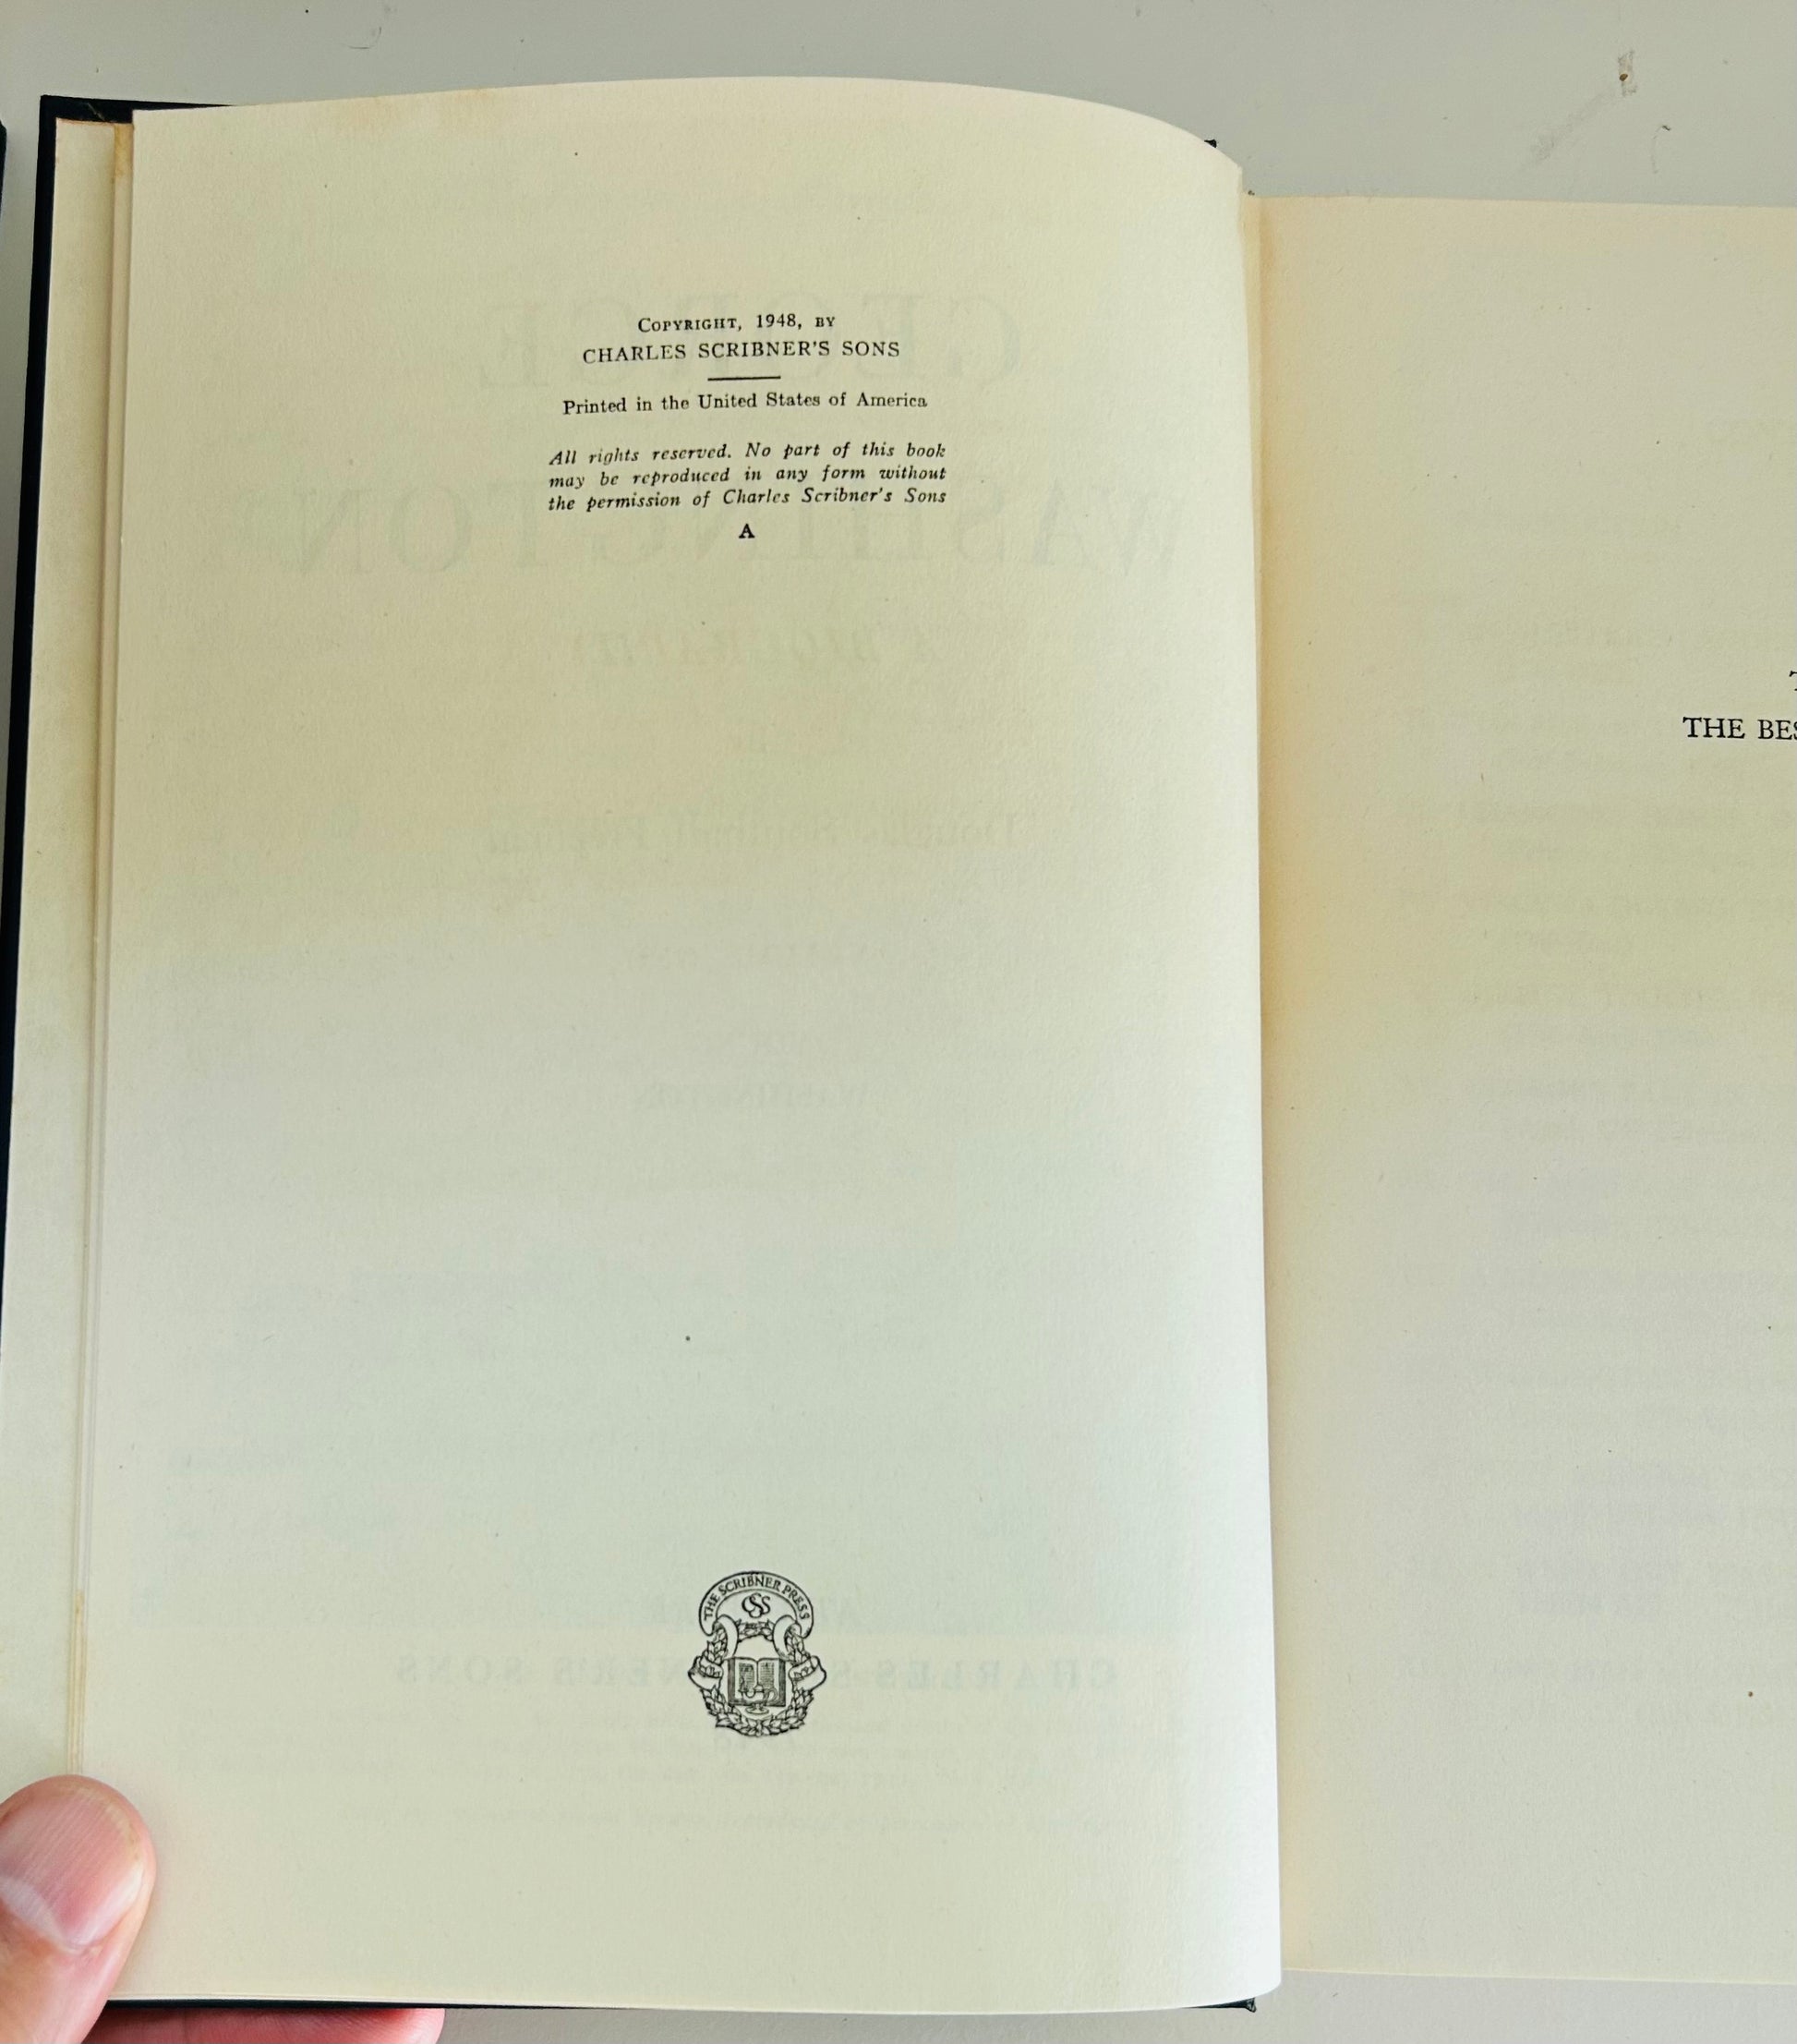 COPYRIGHT, 1948, BY
CHARLES SCRIBNER'S SONS
Printed in the United States of America
All rights reserved. No part of this book
may be reproduced in any form without
the permission of Charles Scribner's Sons
A
THE SCRIBNER PRESS
CSS
THE